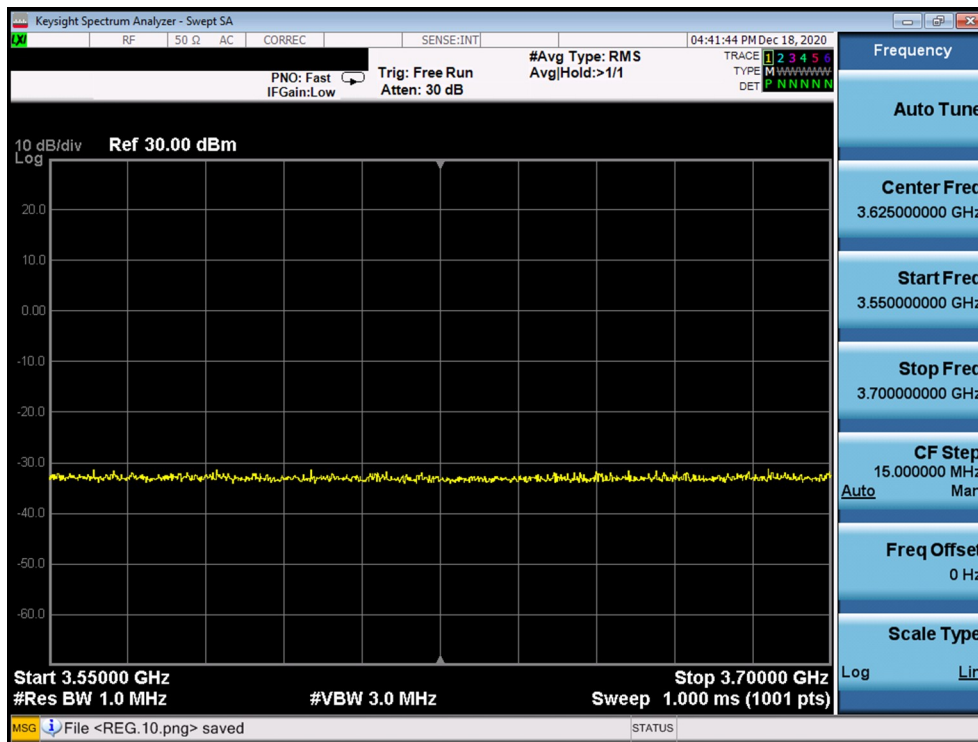 Keysight Spectrum Analyzer - Swept SA
LXI RF 50 Ω AC CORREC SENSE:INT 04:41:44 PM Dec 18, 2020
PNO: Fast
IFGain:Low
Trig: Free Run
Atten: 30 dB
#Avg Type: RMS
Avg|Hold:>1/1
TRACE 1 2 3 4 5 6
TYPE M WWWWW
DET P N N N N N
10 dB/div Ref 30.00 dBm
Log
20.0
10.0
0.00
-10.0
-20.0
-30.0
-40.0
-50.0
-60.0
Start 3.55000 GHz Stop 3.70000 GHz
#Res BW 1.0 MHz #VBW 3.0 MHz Sweep 1.000 ms (1001 pts)
MSG File <REG.10.png> saved STATUS
Frequency
Auto Tune
Center Freq
3.625000000 GHz
Start Freq
3.550000000 GHz
Stop Freq
3.700000000 GHz
CF Step
15.000000 MHz
Auto Man
Freq Offset
0 Hz
Scale Type
Log Lin